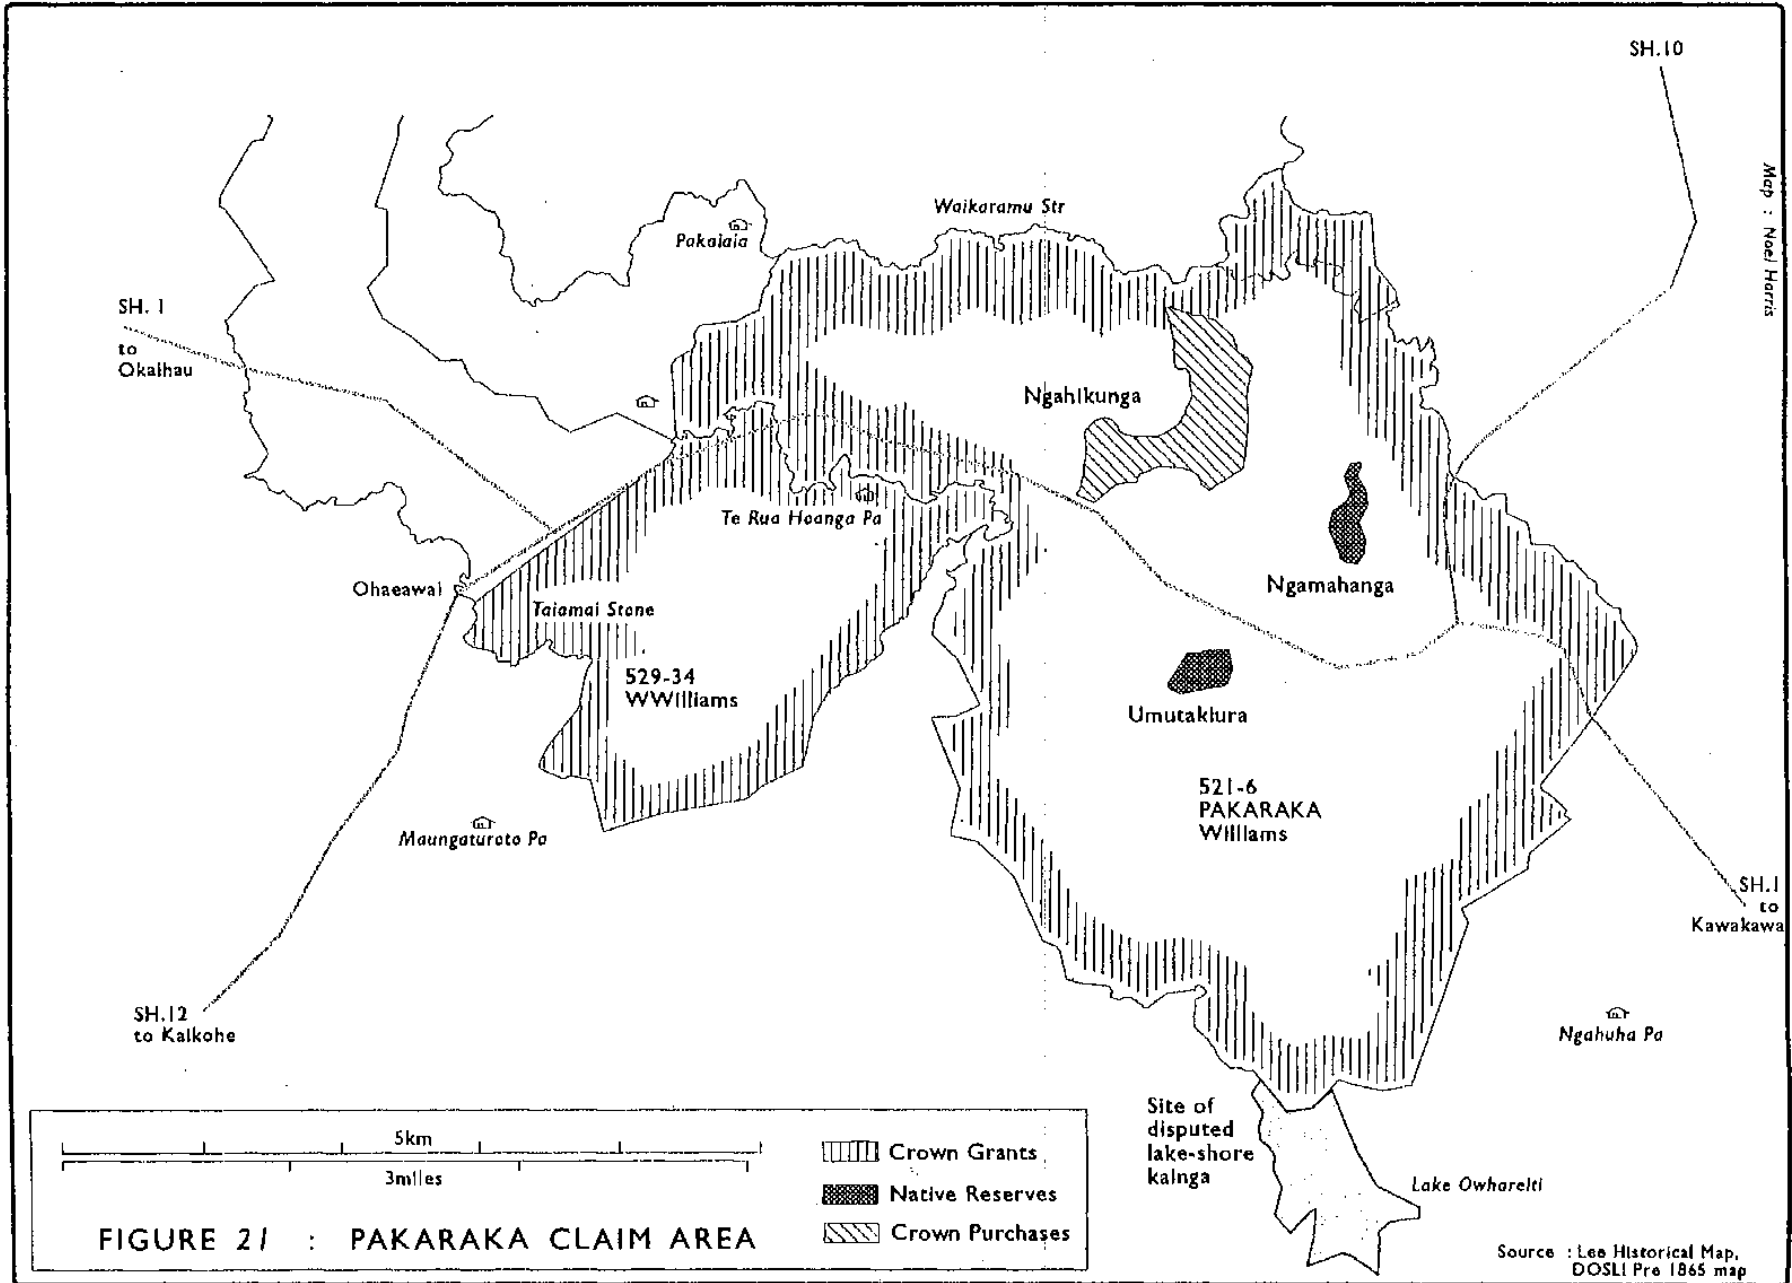 SH.10
Map : Noel Harris
Waikaramu Str
Pakalaia
SH. 1
to
Okaihau
Ngahikunga
Te Rua Hoanga Pa
Ohaeawai
Taiamai Stone
Ngamahanga
529-34
WWilliams
Umutakiura
521-6
PAKARAKA
Williams
Maungaturoto Pa
SH.1
to
Kawakawa
SH.12
to Kaikohe
Ngahuha Pa
Site of
disputed
lake-shore
kainga
Lake Owhareiti
5km
3miles
Crown Grants
Native Reserves
Crown Purchases
FIGURE 21 : PAKARAKA CLAIM AREA
Source : Lee Historical Map,
DOSLI Pre 1865 map